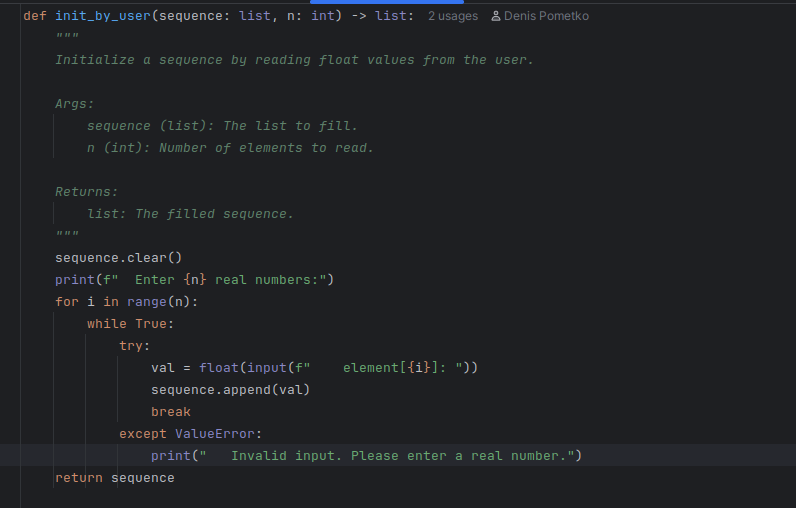 def init_by_user(sequence: list, n: int) -> list:  2 usages  Denis Pometko
    """
    Initialize a sequence by reading float values from the user.

    Args:
        sequence (list): The list to fill.
        n (int): Number of elements to read.

    Returns:
        list: The filled sequence.
    """
    sequence.clear()
    print(f"  Enter {n} real numbers:")
    for i in range(n):
        while True:
            try:
                val = float(input(f"    element[{i}]: "))
                sequence.append(val)
                break
            except ValueError:
                print("   Invalid input. Please enter a real number.")
    return sequence